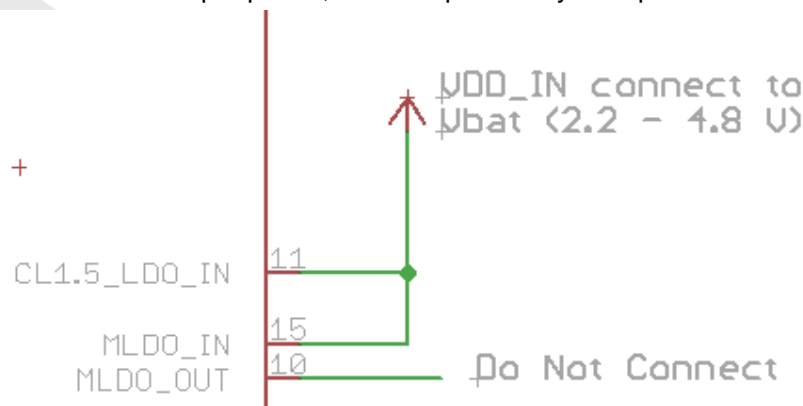 VDD_IN connect to
Vbat (2.2 - 4.8 V)
11
CL1.5_LDO_IN
15
MLDO_IN
10
MLDO_OUT
Do Not Connect